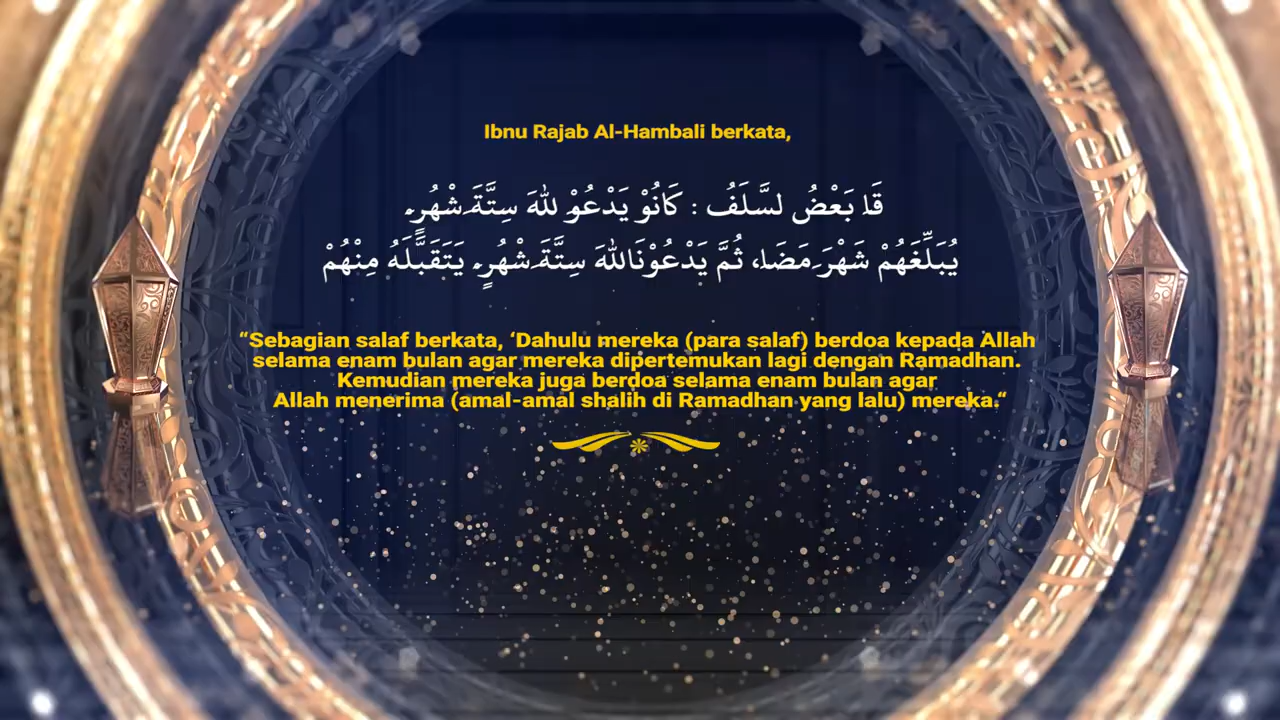 Ibnu Rajab Al-Hambali berkata,
قَا بَعْضُ لسَّلَفُ : كَانُوْ يَدْعُوْ للهَ سِتَّةَ شْهُرٍ
يُبَلِّغَهُمْ شَهْرَ مَضَا، ثُمَّ يَدْعُوْنَاللهَ سِتَّةَ شْهُرٍ يَتَقَبَّلَهُ مِنْهُمْ
“Sebagian salaf berkata, ‘Dahulu mereka (para salaf) berdoa kepada Allah
selama enam bulan agar mereka dipertemukan lagi dengan Ramadhan.
Kemudian mereka juga berdoa selama enam bulan agar
Allah menerima (amal-amal shalih di Ramadhan yang lalu) mereka.“